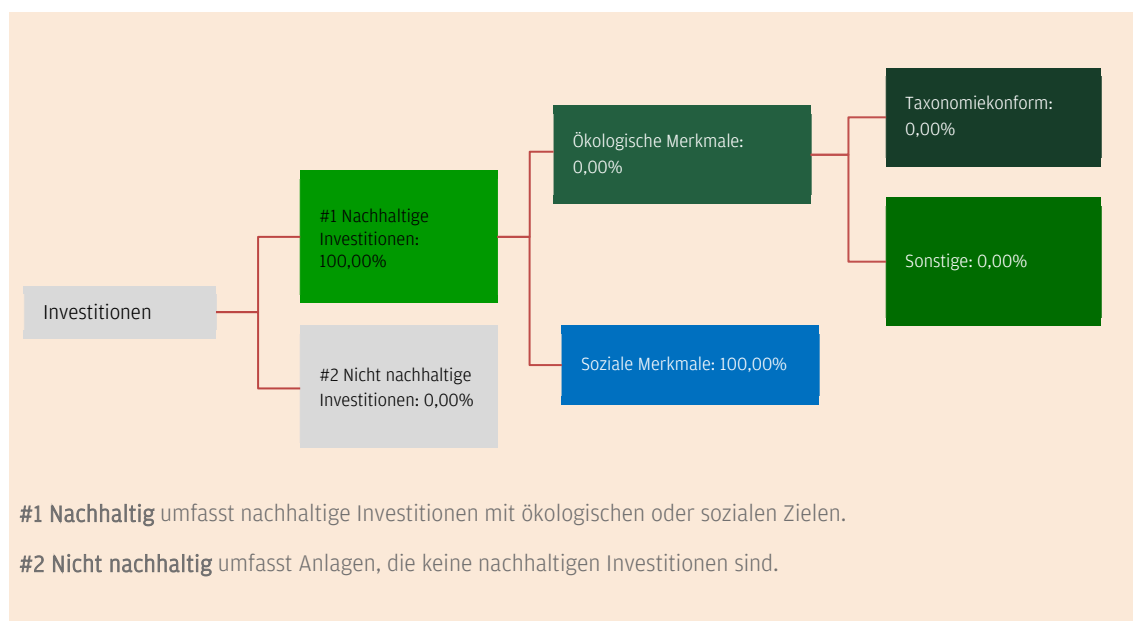 Investitionen
#1 Nachhaltige
Investitionen:
100,00%
#2 Nicht nachhaltige
Investitionen: 0,00%
Ökologische Merkmale:
0,00%
Soziale Merkmale: 100,00%
Taxonomiekonform:
0,00%
Sonstige: 0,00%
#1 Nachhaltig umfasst nachhaltige Investitionen mit ökologischen oder sozialen Zielen.
#2 Nicht nachhaltig umfasst Anlagen, die keine nachhaltigen Investitionen sind.